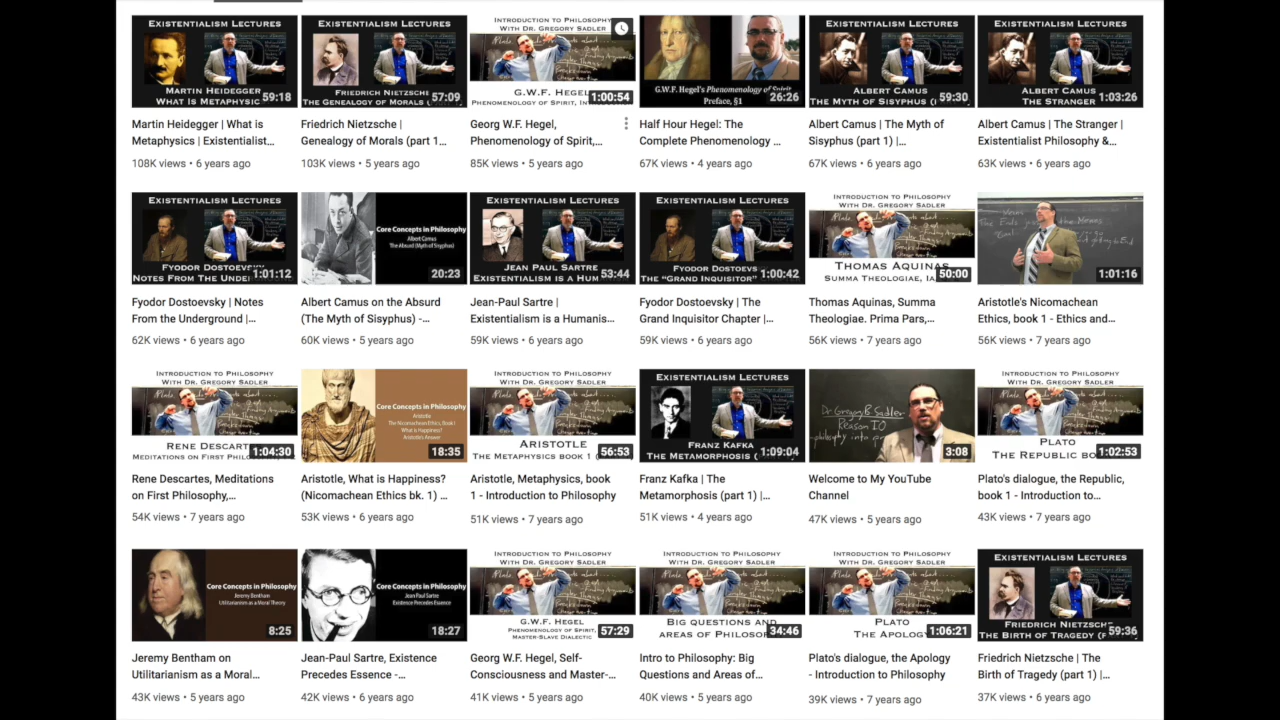 EXISTENTIALISM LECTURES
MARTIN HEIDEGGER
WHAT IS METAPHYSIC
59:18
Martin Heidegger | What is
Metaphysics | Existentialist...
108K views • 6 years ago
EXISTENTIALISM LECTURES
FRIEDRICH NIETZSCHE
THE GENEALOGY OF MORALS
57:09
Friedrich Nietzsche |
Genealogy of Morals (part 1...
103K views • 5 years ago
INTRODUCTION TO PHILOSOPHY
WITH DR. GREGORY SADLER
G.W.F. HEGEL
PHENOMENOLOGY OF SPIRIT,
1:00:54
Georg W.F. Hegel,
Phenomenology of Spirit,...
85K views • 5 years ago
G.W.F. Hegel's Phenomenology of Spirit
Preface, §1
26:26
Half Hour Hegel: The
Complete Phenomenology ...
67K views • 4 years ago
EXISTENTIALISM LECTURES
ALBERT CAMUS
THE MYTH OF SISYPHUS
59:30
Albert Camus | The Myth of
Sisyphus (part 1) |...
67K views • 6 years ago
EXISTENTIALISM LECTURES
ALBERT CAMUS
THE STRANGER
1:03:26
Albert Camus | The Stranger |
Existentialist Philosophy &...
63K views • 6 years ago
EXISTENTIALISM LECTURES
FYODOR DOSTOEVSKY
NOTES FROM THE UNDE
1:01:12
Fyodor Dostoevsky | Notes
From the Underground |...
62K views • 6 years ago
Core Concepts in Philosophy
Albert Camus
The Absurd (Myth of Sisyphus)
20:23
Albert Camus on the Absurd
(The Myth of Sisyphus) -...
60K views • 5 years ago
EXISTENTIALISM LECTURES
JEAN PAUL SARTRE
EXISTENTIALISM IS A HUM
53:44
Jean-Paul Sartre |
Existentialism is a Humanis...
59K views • 6 years ago
EXISTENTIALISM LECTURES
FYODOR DOSTOEVS
THE "GRAND INQUISITOR"
1:00:42
Fyodor Dostoevsky | The
Grand Inquisitor Chapter |...
59K views • 6 years ago
INTRODUCTION TO PHILOSOPHY
WITH DR. GREGORY SADLER
THOMAS AQUINAS
SUMMA THEOLOGIAE, IA
50:00
Thomas Aquinas, Summa
Theologiae. Prima Pars,...
56K views • 7 years ago
1:01:16
Aristotle's Nicomachean
Ethics, book 1 - Ethics and...
56K views • 7 years ago
INTRODUCTION TO PHILOSOPHY
WITH DR. GREGORY SADLER
RENE DESCART
MEDITATIONS ON FIRST PHILO
1:04:30
Rene Descartes, Meditations
on First Philosophy,...
54K views • 7 years ago
Core Concepts in Philosophy
Aristotle
The Nicomachean Ethics, Book I
What is Happiness?
Aristotle's Answer
18:35
Aristotle, What is Happiness?
(Nicomachean Ethics bk. 1) ...
53K views • 6 years ago
INTRODUCTION TO PHILOSOPHY
WITH DR. GREGORY SADLER
ARISTOTLE
THE METAPHYSICS BOOK 1
56:53
Aristotle, Metaphysics, book
1 - Introduction to Philosophy
51K views • 7 years ago
EXISTENTIALISM LECTURES
FRANZ KAFKA
THE METAMORPHOSIS
1:09:04
Franz Kafka | The
Metamorphosis (part 1) |...
51K views • 4 years ago
Dr Gregory B Sadler
Reason IO
philosophy into
3:08
Welcome to My YouTube
Channel
47K views • 5 years ago
INTRODUCTION TO PHILOSOPHY
WITH DR. GREGORY SADLER
PLATO
THE REPUBLIC BO
1:02:53
Plato's dialogue, the Republic,
book 1 - Introduction to...
43K views • 7 years ago
Core Concepts in Philosophy
Jeremy Bentham
Utilitarianism as a Moral Theory
8:25
Jeremy Bentham on
Utilitarianism as a Moral...
43K views • 5 years ago
Core Concepts in Philosophy
Jean Paul Sartre
Existence Precedes Essence
18:27
Jean-Paul Sartre, Existence
Precedes Essence -...
42K views • 6 years ago
INTRODUCTION TO PHILOSOPHY
WITH DR. GREGORY SADLER
G.W.F. HEGEL
PHENOMENOLOGY OF SPIRIT,
MASTER-SLAVE DIALECTIC
57:29
Georg W.F. Hegel, Self-
Consciousness and Master-...
41K views • 5 years ago
INTRODUCTION TO PHILOSOPHY
WITH DR. GREGORY SADLER
BIG QUESTIONS AND
AREAS OF PHILOSO
34:46
Intro to Philosophy: Big
Questions and Areas of...
40K views • 5 years ago
INTRODUCTION TO PHILOSOPHY
WITH DR. GREGORY SADLER
PLATO
THE APOLOG
1:06:21
Plato's dialogue, the Apology
- Introduction to Philosophy
39K views • 7 years ago
EXISTENTIALISM LECTURES
FRIEDRICH NIETZSCHE
THE BIRTH OF TRAGEDY
59:36
Friedrich Nietzsche | The
Birth of Tragedy (part 1) |...
37K views • 6 years ago